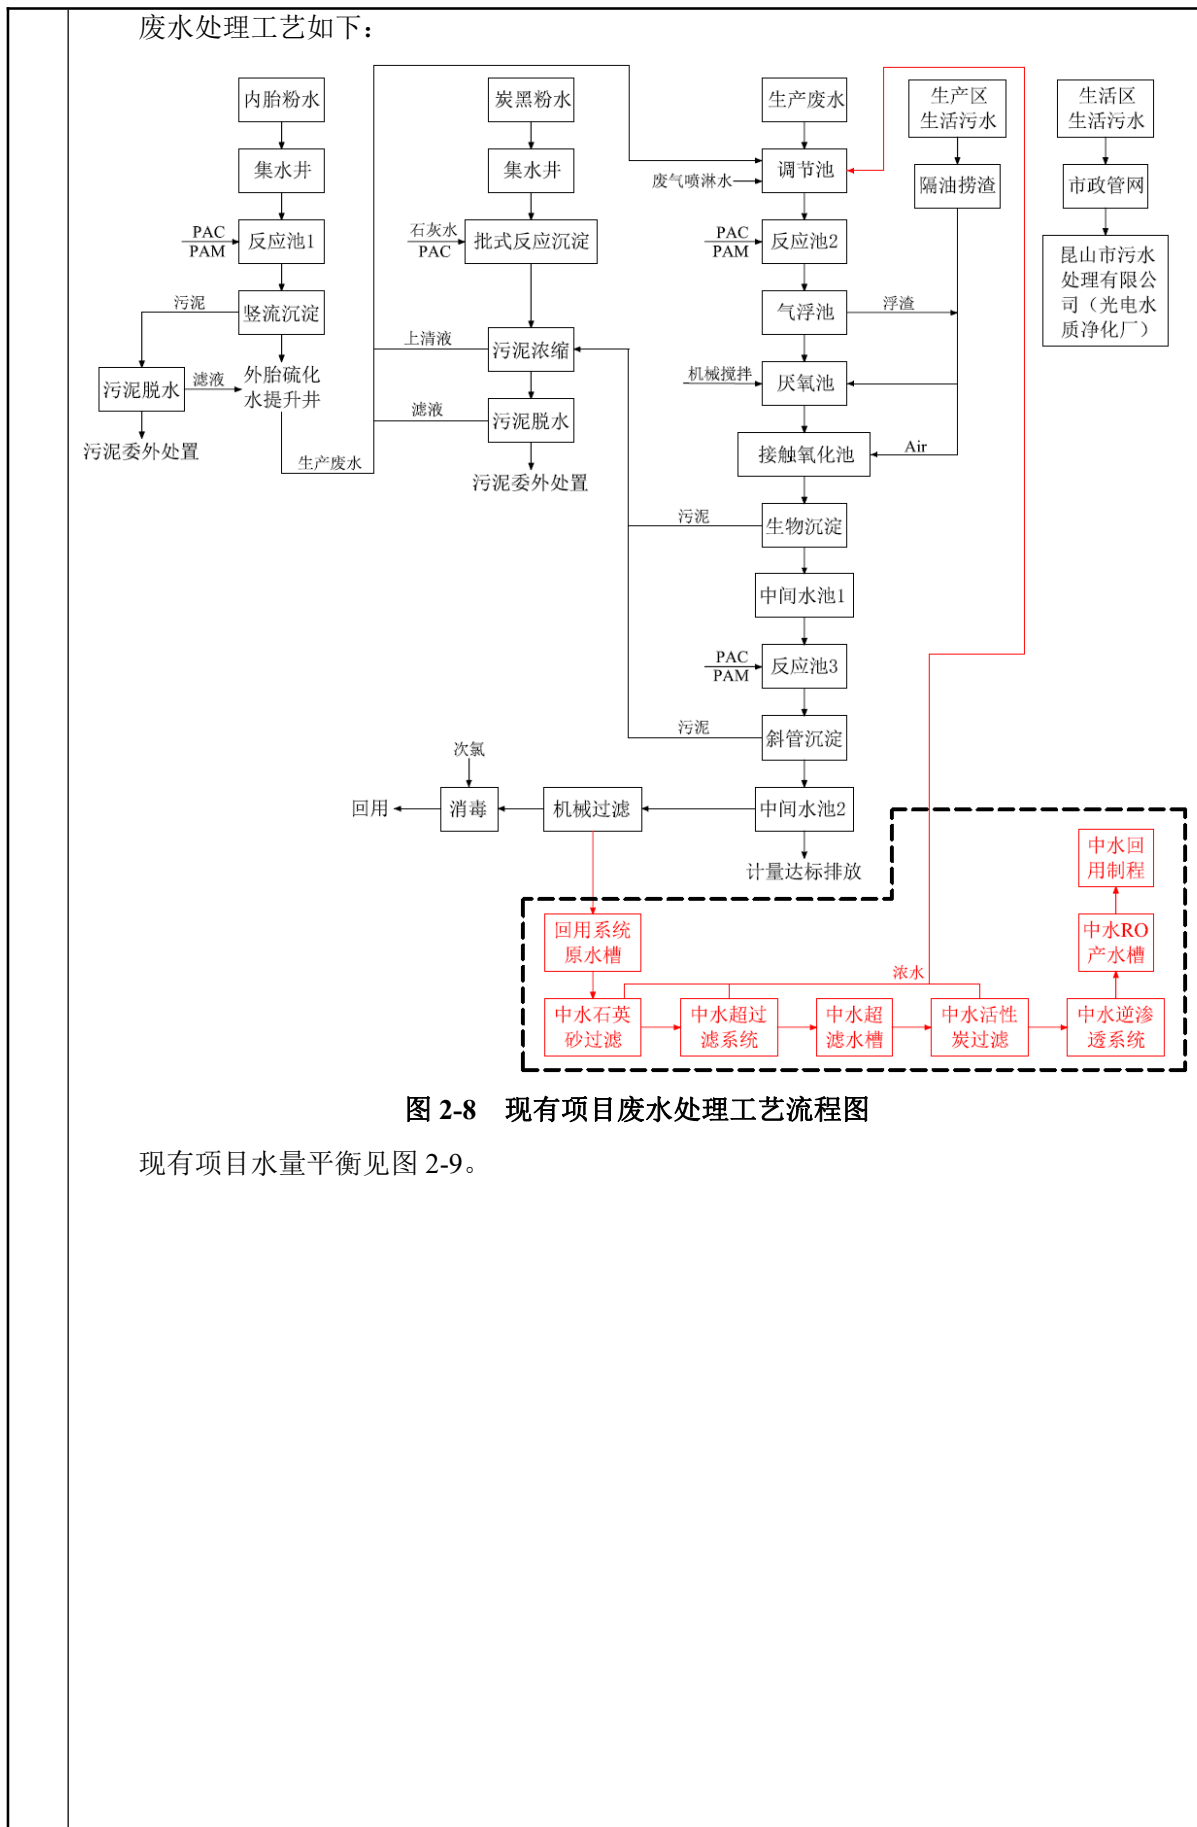 废水处理工艺如下：
内胎粉水
炭黑粉水
生产废水
生产区
生活污水
生活区
生活污水
集水井
集水井
废气喷淋水
调节池
隔油捞渣
市政管网
PAC
PAM
反应池1
石灰水
PAC
批式反应沉淀
PAC
PAM
反应池2
昆山市污水
处理有限公
司（光电水
质净化厂）
污泥
竖流沉淀
气浮池
浮渣
上清液
污泥浓缩
污泥脱水
滤液
外胎硫化
水提升井
机械搅拌
厌氧池
滤液
污泥脱水
污泥委外处置
生产废水
污泥委外处置
接触氧化池
Air
污泥
生物沉淀
中间水池1
PAC
PAM
反应池3
污泥
斜管沉淀
次氯
回用
消毒
机械过滤
中间水池2
计量达标排放
中水回
用制程
回用系统
原水槽
中水RO
产水槽
浓水
中水石英
砂过滤
中水超过
滤系统
中水超
滤水槽
中水活性
炭过滤
中水逆渗
透系统
图 2-8 现有项目废水处理工艺流程图
现有项目水量平衡见图 2-9。